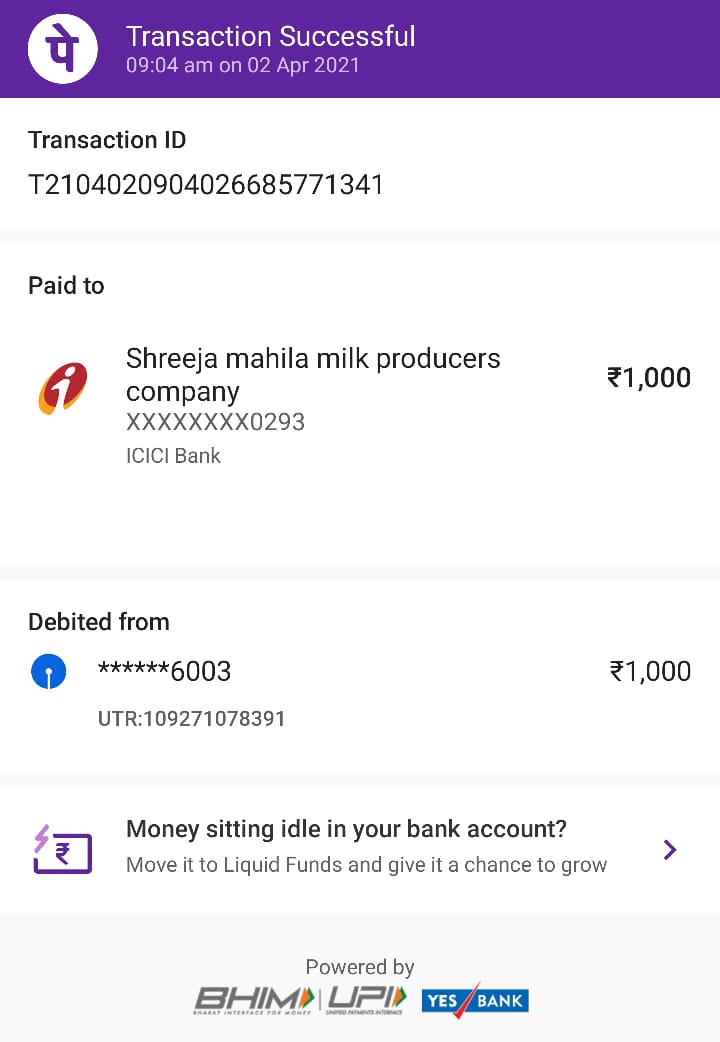 पे
Transaction Successful
09:04 am on 02 Apr 2021
Transaction ID
T2104020904026685771341
Paid to
Shreeja mahila milk producers
company
₹1,000
XXXXXXXX0293
ICICI Bank
Debited from
******6003
₹1,000
UTR:109271078391
Money sitting idle in your bank account?
Move it to Liquid Funds and give it a chance to grow
Powered by
BHIM UPI YES BANK
BHARAT INTERFACE FOR MONEY UNIFIED PAYMENTS INTERFACE